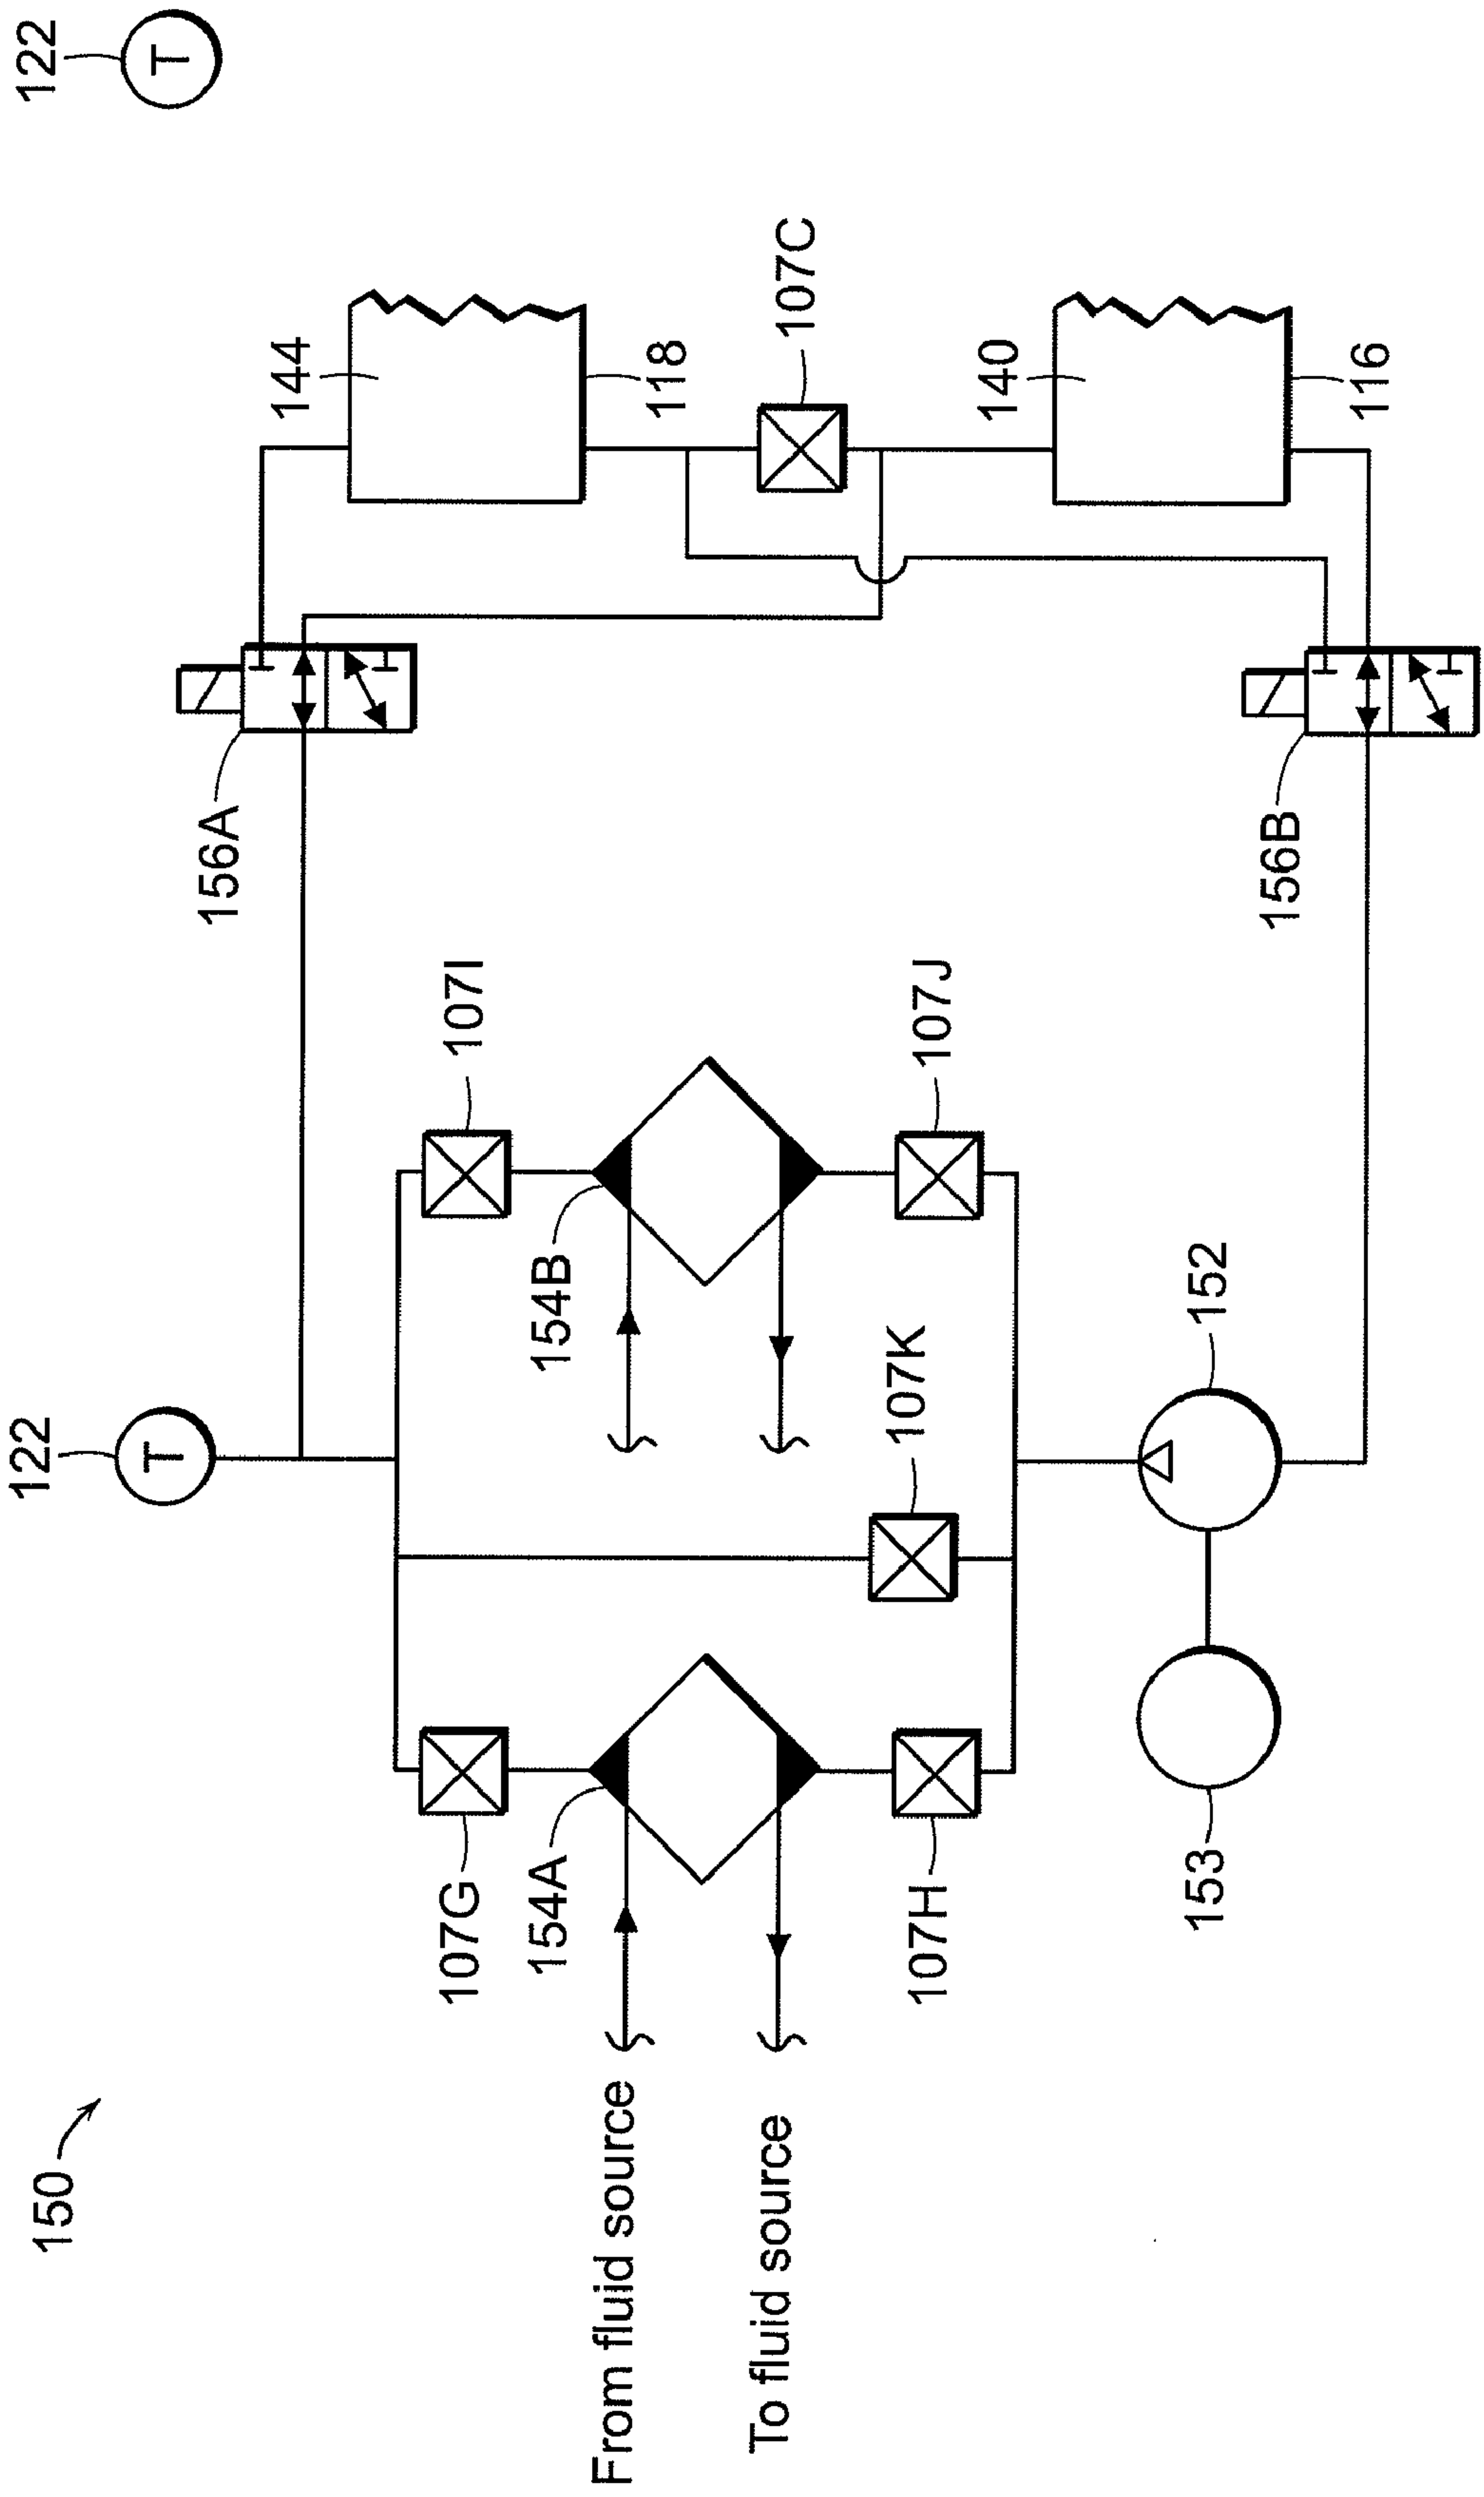 150
122
122
T
T
156A
144
107G
107I
154A
154B
From fluid source
118
To fluid source
107C
107H
107K
107J
140
153
152
156B
116